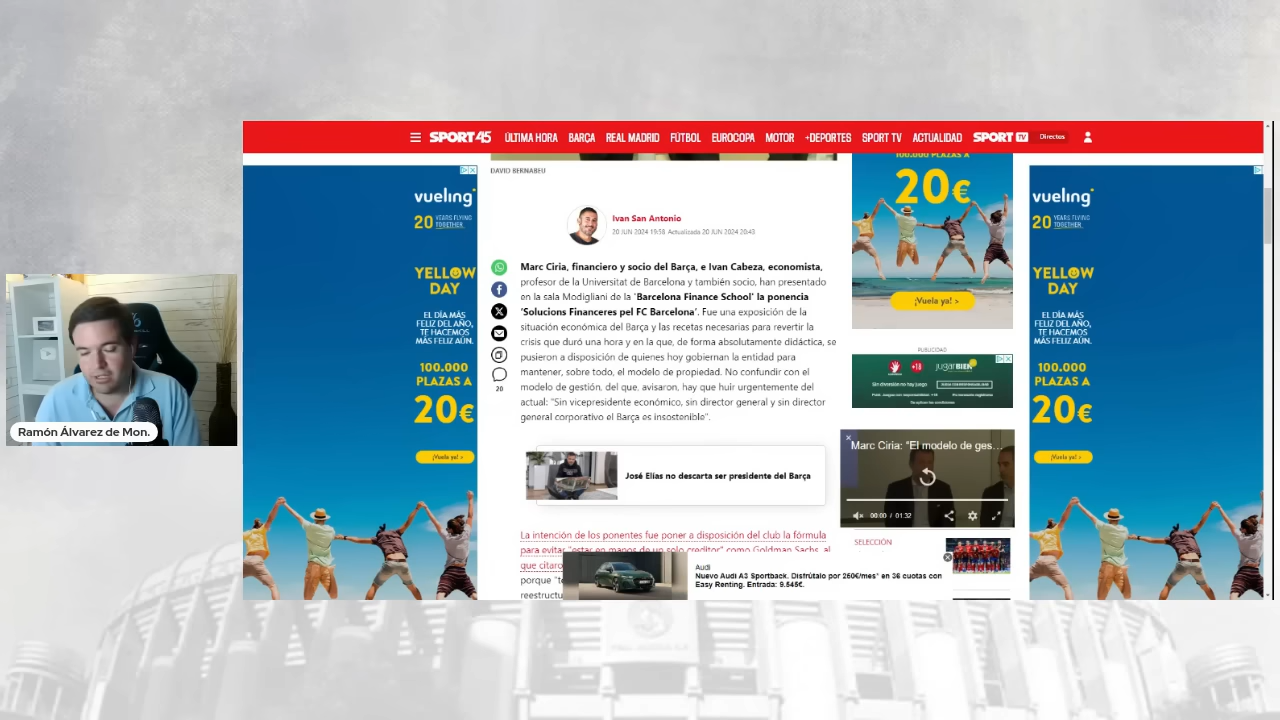 SPORT 45
ÚLTIMA HORA
BARÇA
REAL MADRID
FÚTBOL
EUROCOPA
MOTOR
+DEPORTES
SPORT TV
ACTUALIDAD
SPORT TV
Directos
DAVID BERNABEU
Ivan San Antonio
20 JUN 2024 19:58 Actualizada 20 JUN 2024 20:43
Marc Ciria, financiero y socio del Barça, e Ivan Cabeza, economista,
profesor de la Universitat de Barcelona y también socio, han presentado
en la sala Modigliani de la 'Barcelona Finance School' la ponencia
'Solucions Financeres pel FC Barcelona'. Fue una exposición de la
situación económica del Barça y las recetas necesarias para revertir la
crisis que duró una hora y en la que, de forma absolutamente didáctica, se
pusieron a disposición de quienes hoy gobiernan la entidad para
mantener, sobre todo, el modelo de propiedad. No confundir con el
modelo de gestión, del que, avisaron, hay que huir urgentemente del
actual: "Sin vicepresidente económico, sin director general y sin director
general corporativo el Barça es insostenible".
20
José Elías no descarta ser presidente del Barça
La intención de los ponentes fue poner a disposición del club la fórmula
para evitar "estar en manos de un solo creditor" como Goldman Sachs, al
que citaro
porque "t
reestructu
Audi
Nuevo Audi A3 Sportback. Disfrútalo por 260€/mes* en 36 cuotas con
Easy Renting. Entrada: 9.545€.
vueling
20 YEARS FLYING
TOGETHER
YELLOW
DAY
EL DÍA MÁS
FELIZ DEL AÑO,
TE HACEMOS
MÁS FELIZ AÚN.
100.000
PLAZAS A
20€
¡Vuela ya! >
100.000 PLAZAS A
20€
¡Vuela ya! >
PUBLICIDAD
+18
jugarBIEN
Sin diversión no hay juego
Marc Ciria: "El modelo de ges...
00:00 / 01:32
SELECCIÓN
vueling
20 YEARS FLYING
TOGETHER
YELLOW
DAY
EL DÍA MÁS
FELIZ DEL AÑO,
TE HACEMOS
MÁS FELIZ AÚN.
100.000
PLAZAS A
20€
¡Vuela ya! >
Ramón Álvarez de Mon.